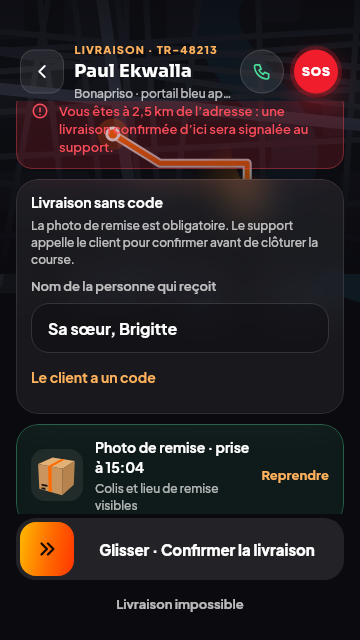 LIVRAISON · TR-48213
Paul Ekwalla
Bonapriso · portail bleu ap…
SOS
Vous êtes à 2,5 km de l'adresse : une
livraison confirmée d'ici sera signalée au
support.
Livraison sans code
La photo de remise est obligatoire. Le support
appelle le client pour confirmer avant de clôturer la
course.
Nom de la personne qui reçoit
Sa sœur, Brigitte
Le client a un code
Photo de remise · prise
à 15:04
Colis et lieu de remise
visibles
Reprendre
Glisser · Confirmer la livraison
Livraison impossible